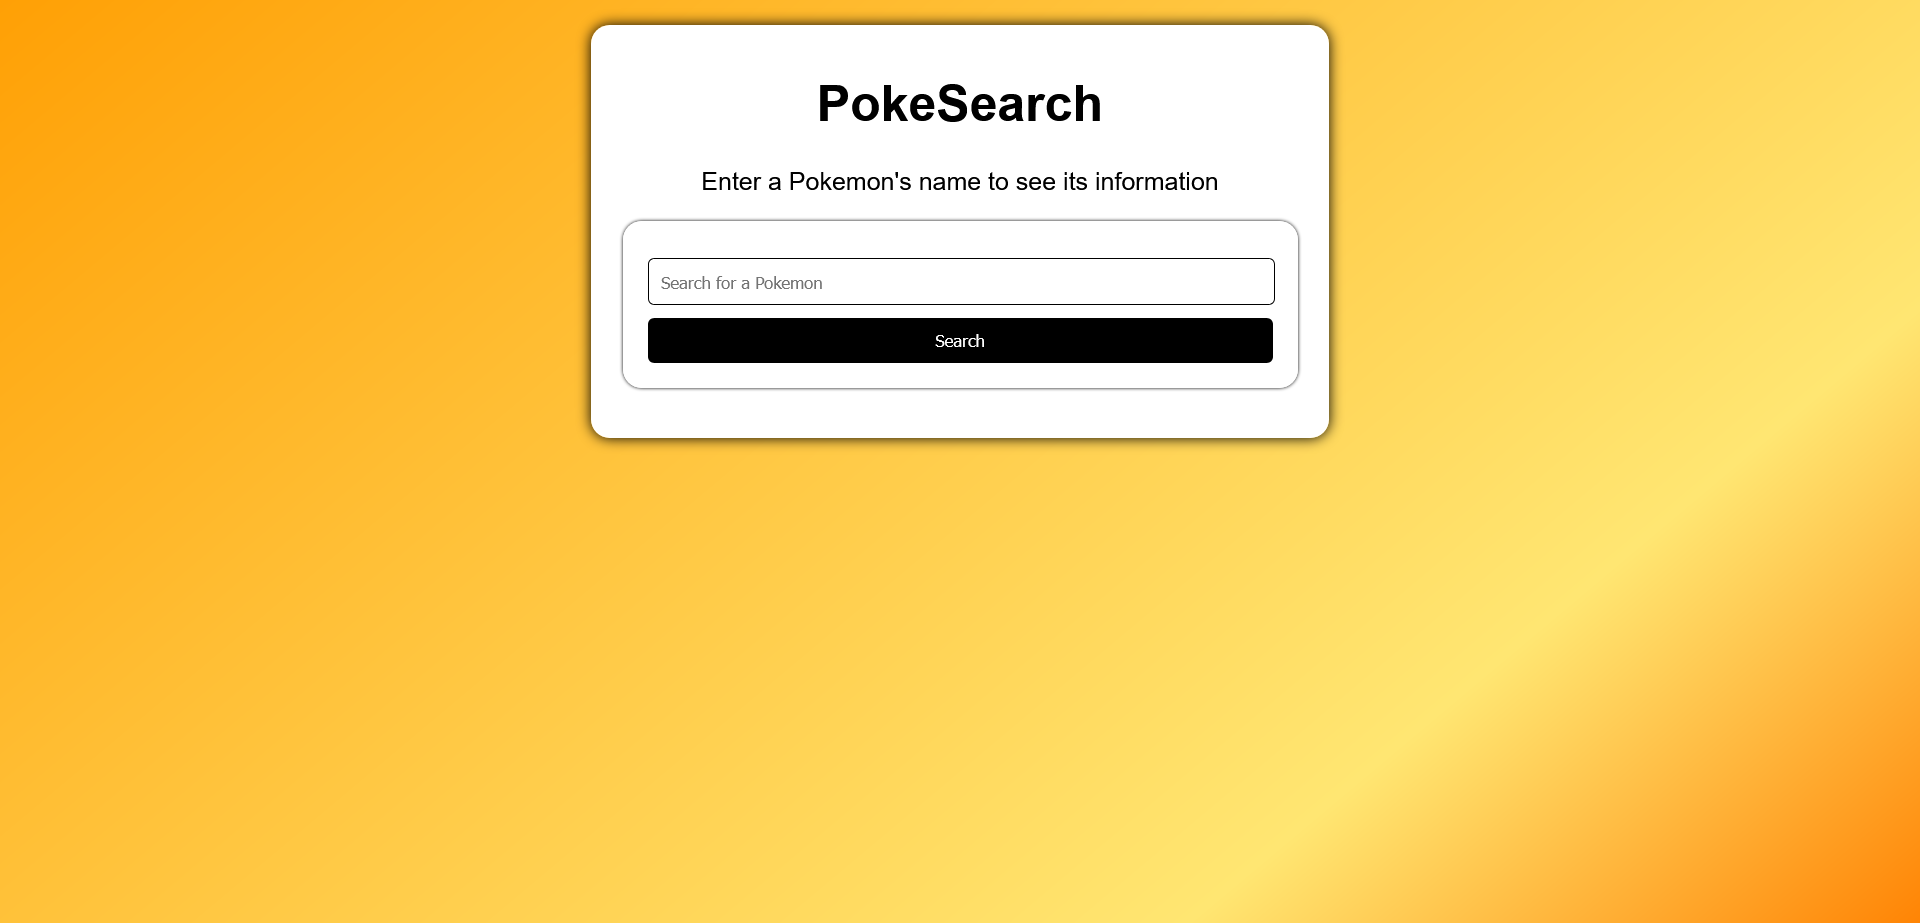 PokeSearch
Enter a Pokemon's name to see its information
Search for a Pokemon
Search